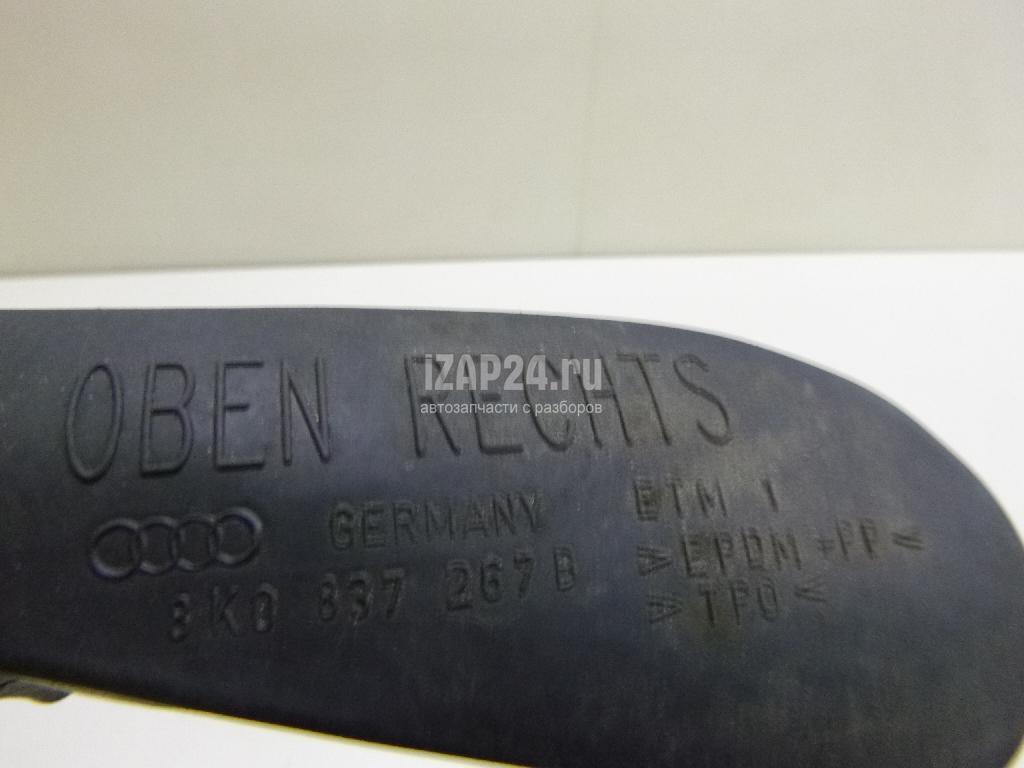 OBEN RECHTS
iZAP24.ru
автозапчасти с разборов
GERMANY
8K0 837 267 B
ETM 1
EPDM + PP
TPO